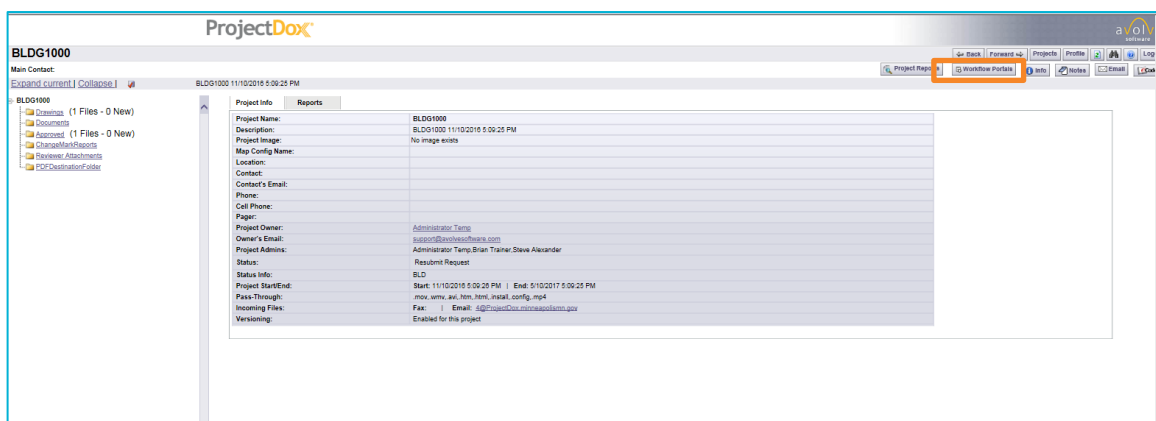 ProjectDox
avolv
software
BLDG1000
Back Forward Projects Profile Log
Main Contact:
Project Reports Workflow Portals Info Notes Email
Expand current | Collapse |
BLDG1000 11/10/2016 5:09:25 PM
BLDG1000
Drawings (1 Files - 0 New)
Documents
Approved (1 Files - 0 New)
ChangeMarkReports
Reviewer Attachments
PDFDestinationFolder
Project Info Reports
Project Name: BLDG1000
Description: BLDG1000 11/10/2016 5:09:25 PM
Project Image: No image exists
Map Config Name:
Location:
Contact:
Contact's Email:
Phone:
Cell Phone:
Pager:
Project Owner: Administrator Temp
Owner's Email: support@avolvesoftware.com
Project Admins: Administrator Temp,Brian Trainer,Steve Alexander
Status: Resubmit Request
Status Info: BLD
Project Start/End: Start: 11/10/2016 5:09:26 PM | End: 5/10/2017 5:09:25 PM
Pass-Through: .mov,.wmv,.avi,.htm,.html,.install,.config,.mp4
Incoming Files: Fax: | Email: 4@ProjectDox.minneapolismn.gov
Versioning: Enabled for this project